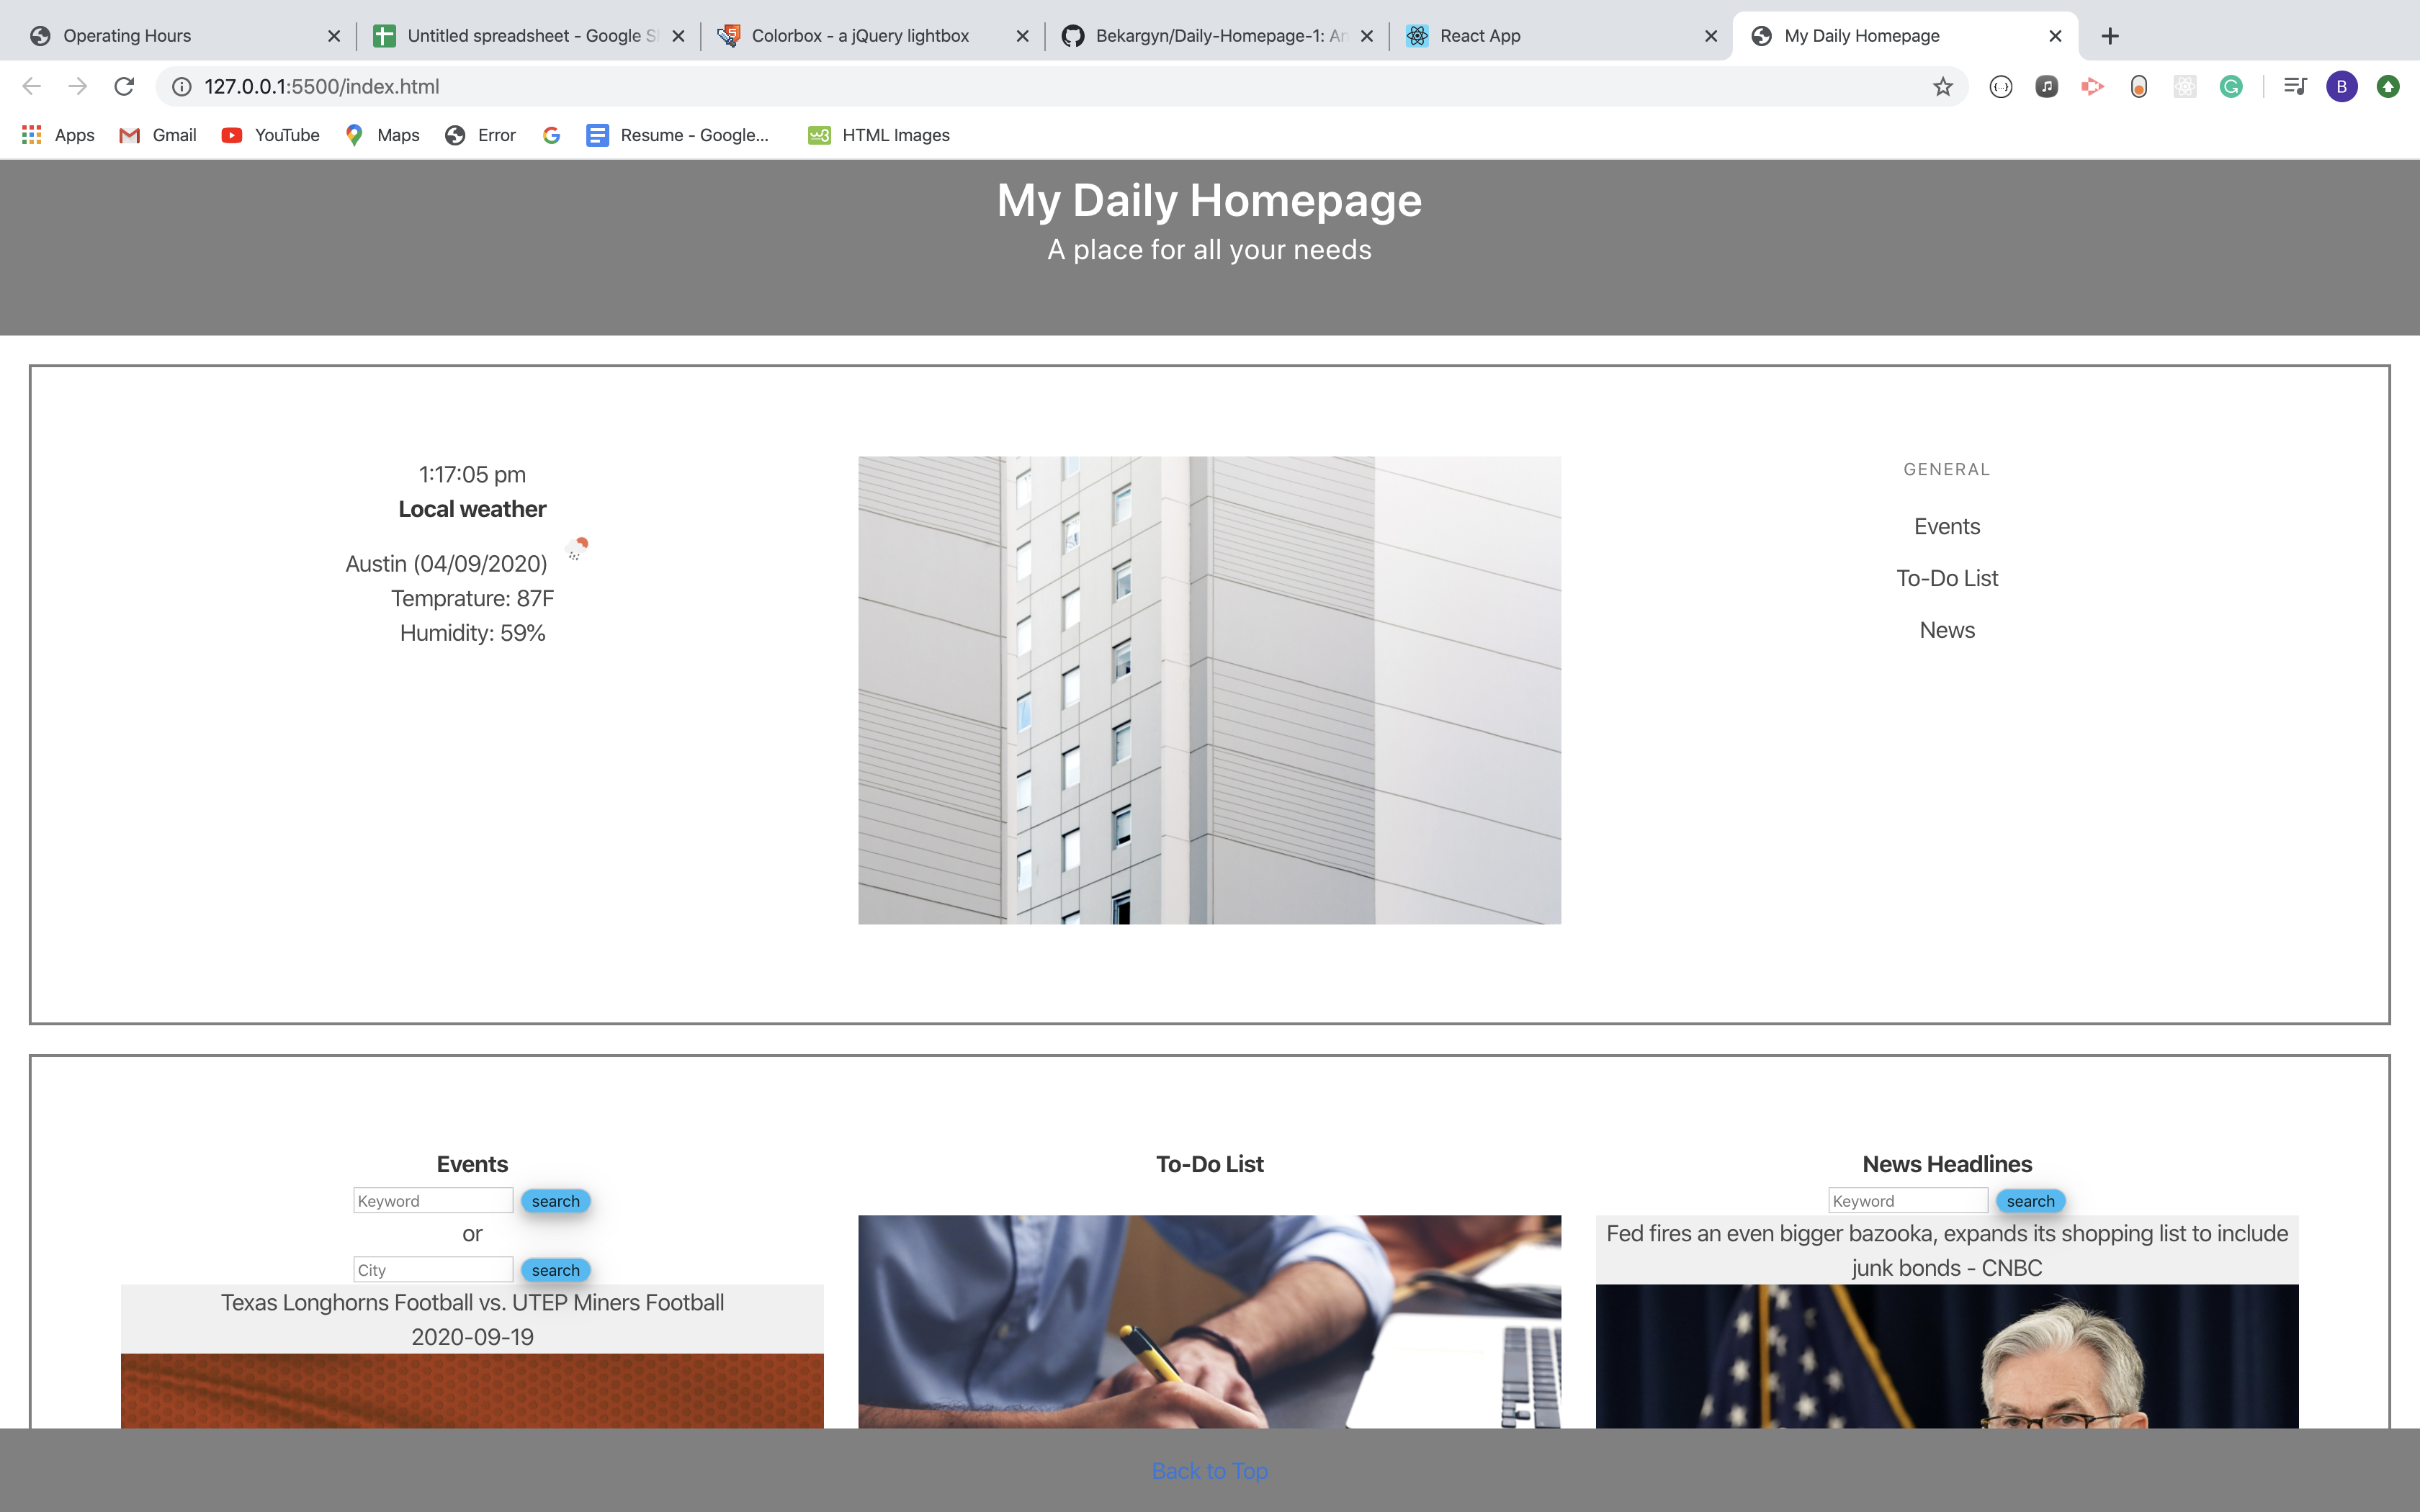 Operating Hours
Untitled spreadsheet - Google S
Colorbox - a jQuery lightbox
Bekargyn/Daily-Homepage-1: An
React App
My Daily Homepage
127.0.0.1:5500/index.html
B
Apps
Gmail
YouTube
Maps
Error
Resume - Google...
HTML Images
My Daily Homepage
A place for all your needs
1:17:05 pm
Local weather
Austin (04/09/2020)
Temprature: 87F
Humidity: 59%
GENERAL
Events
To-Do List
News
Events
Keyword search
or
City search
Texas Longhorns Football vs. UTEP Miners Football
2020-09-19
To-Do List
News Headlines
Keyword search
Fed fires an even bigger bazooka, expands its shopping list to include
junk bonds - CNBC
Back to Top